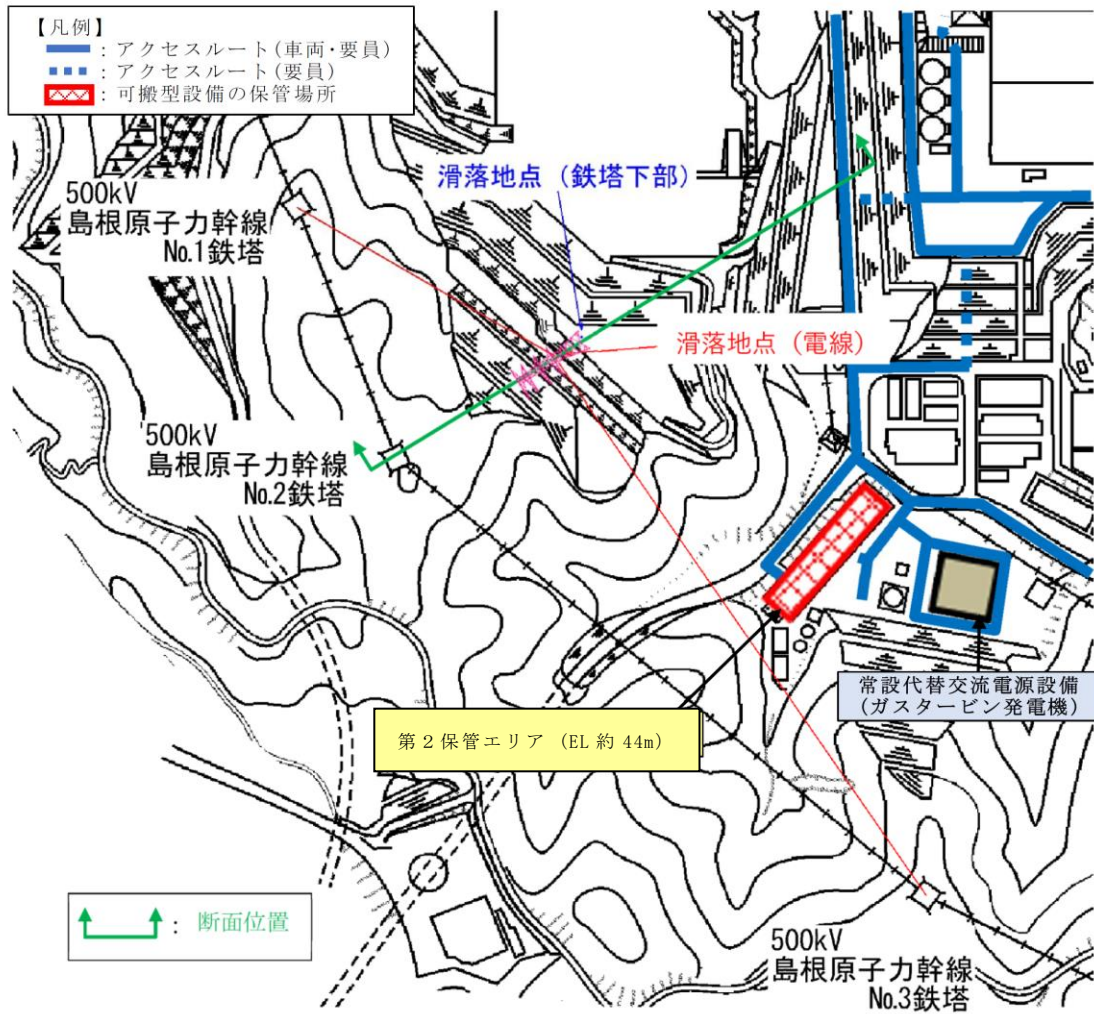 【凡例】
：アクセスルート(車両･要員)
：アクセスルート(要員)
：可搬型設備の保管場所
500kV
島根原子力幹線
No.1鉄塔
滑落地点（鉄塔下部）
滑落地点（電線）
500kV
島根原子力幹線
No.2鉄塔
常設代替交流電源設備
(ガスタービン発電機)
第２保管エリア (EL 約 44m)
：断面位置
500kV
島根原子力幹線
No.3鉄塔